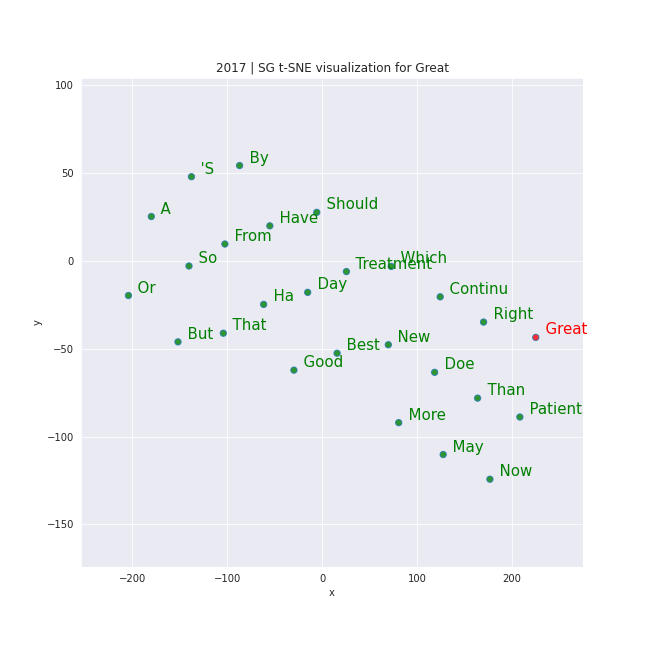 2017 | SG t-SNE visualization for Great
100
50
0
−50
−100
−150
y
−200
−100
0
100
200
x
By
'S
A
Should
Have
From
So
Which
Treatment
Day
Or
Ha
Continu
Right
That
But
Great
New
Best
Good
Doe
Than
Patient
More
May
Now